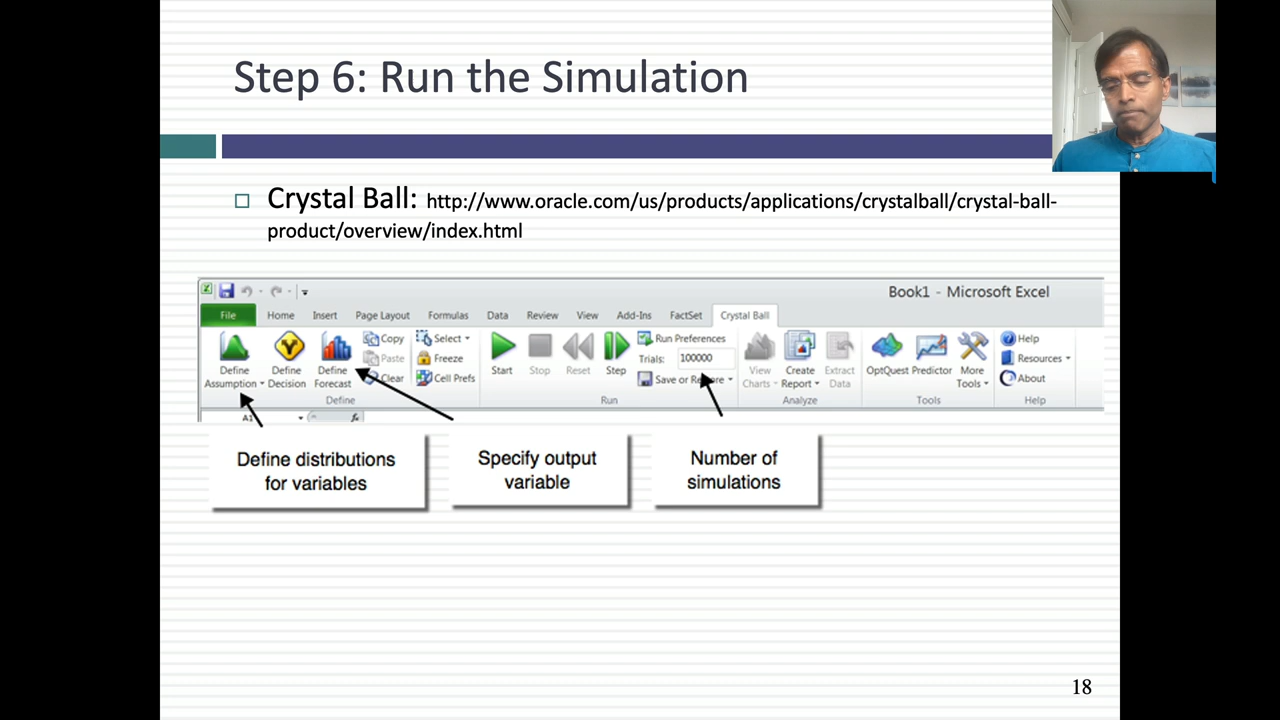 Step 6: Run the Simulation
Crystal Ball: http://www.oracle.com/us/products/applications/crystalball/crystal-ball-
product/overview/index.html
Book1 - Microsoft Excel
File Home Insert Page Layout Formulas Data Review View Add-Ins FactSet Crystal Ball
Define Assumption
Define Decision
Define Forecast
Copy
Paste
Clear
Select
Freeze
Cell Prefs
Define
Start
Stop
Reset
Step
Run Preferences
Trials: 100000
Save or
Run
View Charts
Create Report
Extract Data
Analyze
OptQuest
Predictor
More Tools
Tools
Help
Resources
About
Help
A1
fx
Define distributions
for variables
Specify output
variable
Number of
simulations
18